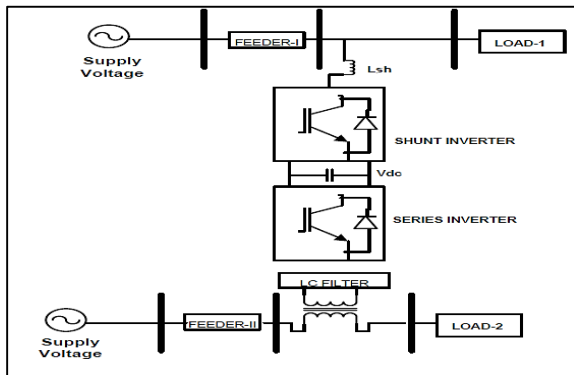 Supply
Voltage
FEEDER-I
LOAD-1
Lsh
SHUNT INVERTER
Vdc
SERIES INVERTER
LC FILTER
Supply
Voltage
FEEDER-II
LOAD-2